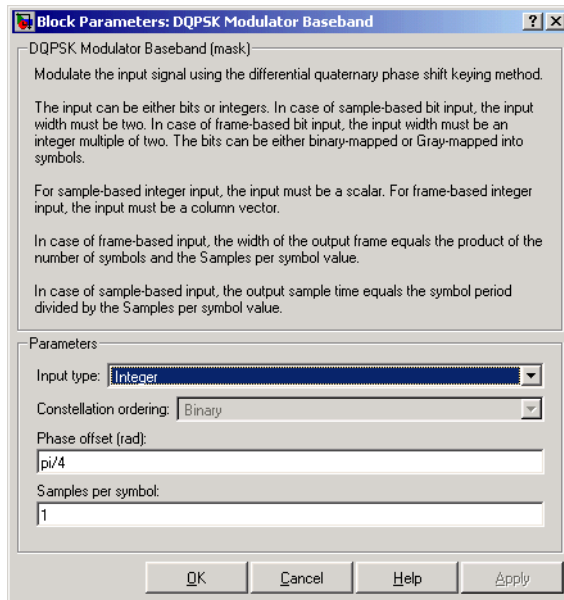 Block Parameters: DQPSK Modulator Baseband
DQPSK Modulator Baseband (mask)
Modulate the input signal using the differential quaternary phase shift keying method.
The input can be either bits or integers. In case of sample-based bit input, the input
width must be two. In case of frame-based bit input, the input width must be an
integer multiple of two. The bits can be either binary-mapped or Gray-mapped into
symbols.
For sample-based integer input, the input must be a scalar. For frame-based integer
input, the input must be a column vector.
In case of frame-based input, the width of the output frame equals the product of the
number of symbols and the Samples per symbol value.
In case of sample-based input, the output sample time equals the symbol period
divided by the Samples per symbol value.
Parameters
Input type: Integer
Constellation ordering: Binary
Phase offset (rad):
pi/4
Samples per symbol:
1
OK Cancel Help Apply